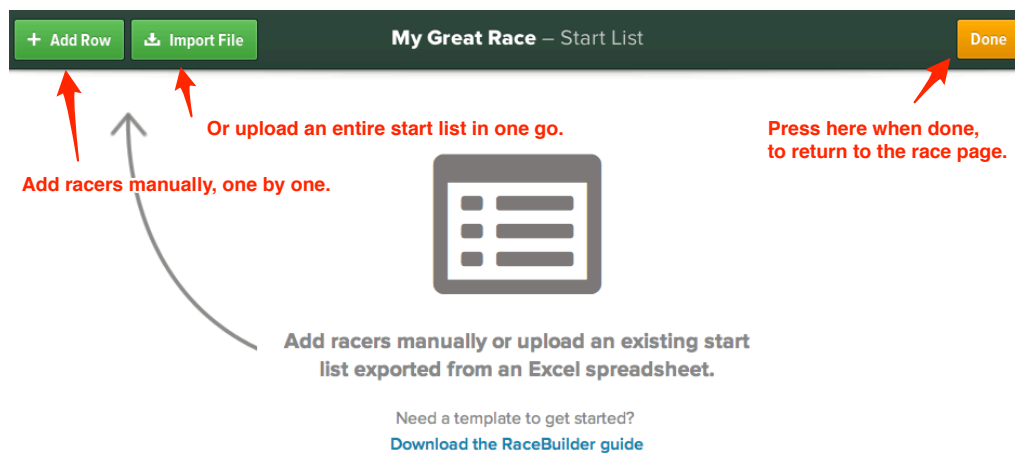 + Add Row
Import File
My Great Race – Start List
Done
Or upload an entire start list in one go.
Press here when done,
to return to the race page.
Add racers manually, one by one.
Add racers manually or upload an existing start
list exported from an Excel spreadsheet.
Need a template to get started?
Download the RaceBuilder guide